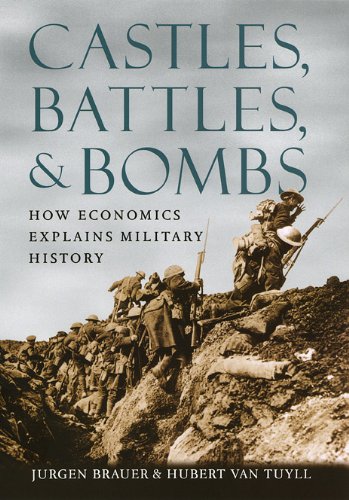 CASTLES,
BATTLES,
& BOMBS
HOW ECONOMICS
EXPLAINS MILITARY
HISTORY
JURGEN BRAUER & HUBERT VAN TUYLL